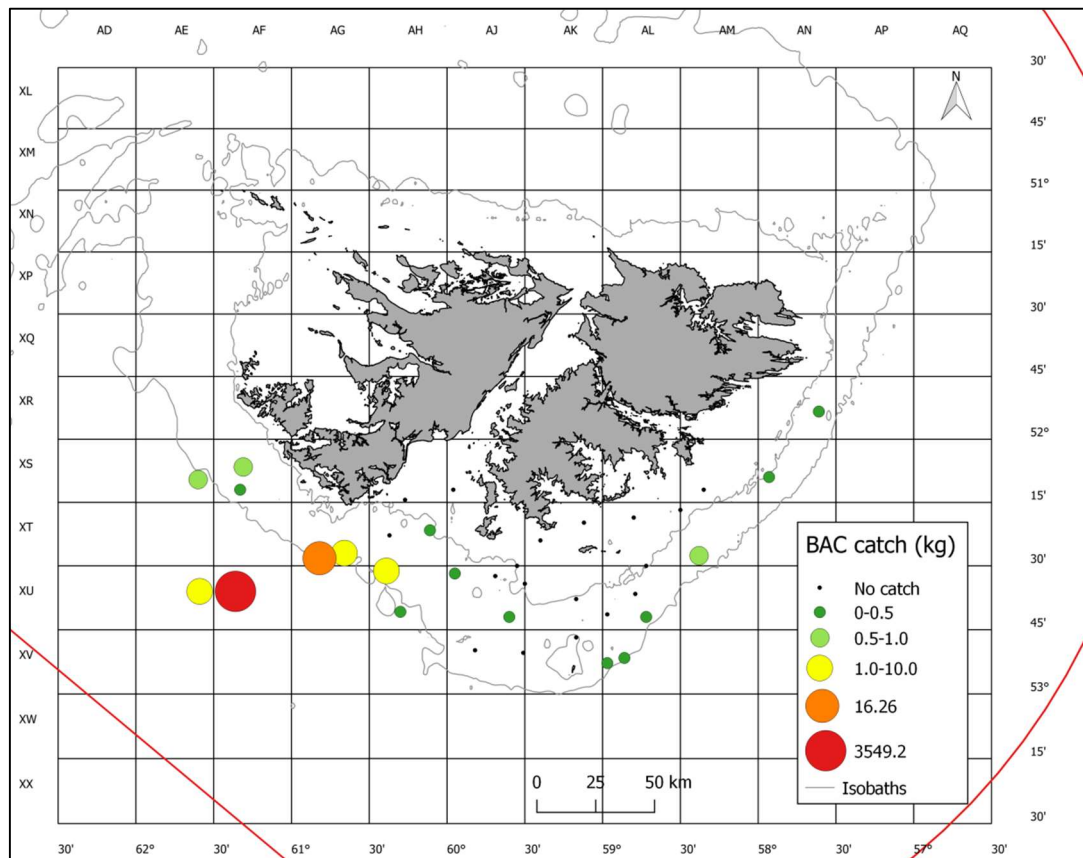 AD AE AF AG AH AJ AK AL AM AN AP AQ
30'
XL
45'
XM
51°
XN
15'
XP
30'
XQ
45'
XR
52°
XS
15'
XT
30'
XU
45'
XV
53°
XW
15'
XX
30'
N
BAC catch (kg)
No catch
0-0.5
0.5-1.0
1.0-10.0
16.26
3549.2
Isobaths
0 25 50 km
30' 62° 30' 61° 30' 60° 30' 59° 30' 58° 30' 57° 30'